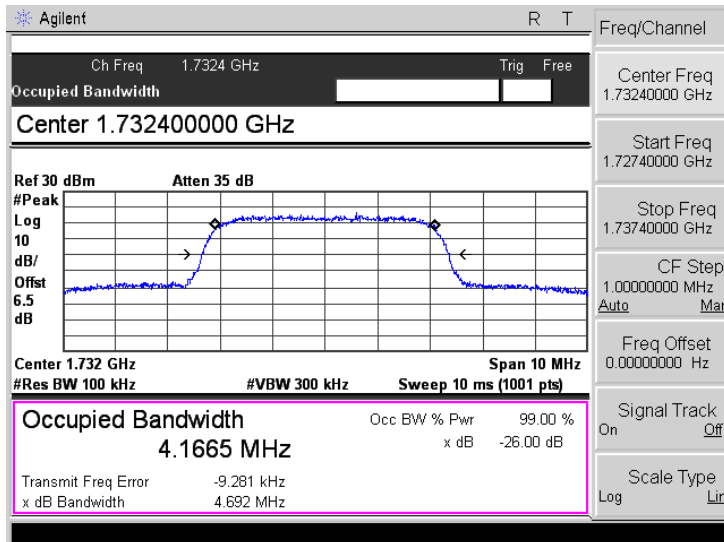 Agilent R T
Ch Freq 1.7324 GHz Trig Free
Occupied Bandwidth
Center 1.732400000 GHz
Ref 30 dBm Atten 35 dB
#Peak
Log
10
dB/
Offst
6.5
dB
Center 1.732 GHz Span 10 MHz
#Res BW 100 kHz #VBW 300 kHz Sweep 10 ms (1001 pts)
Occupied Bandwidth Occ BW % Pwr 99.00 %
4.1665 MHz x dB -26.00 dB
Transmit Freq Error -9.281 kHz
x dB Bandwidth 4.692 MHz
Freq/Channel
Center Freq
1.73240000 GHz
Start Freq
1.72740000 GHz
Stop Freq
1.73740000 GHz
CF Step
1.00000000 MHz
Auto Man
Freq Offset
0.00000000 Hz
Signal Track
On Off
Scale Type
Log Lin